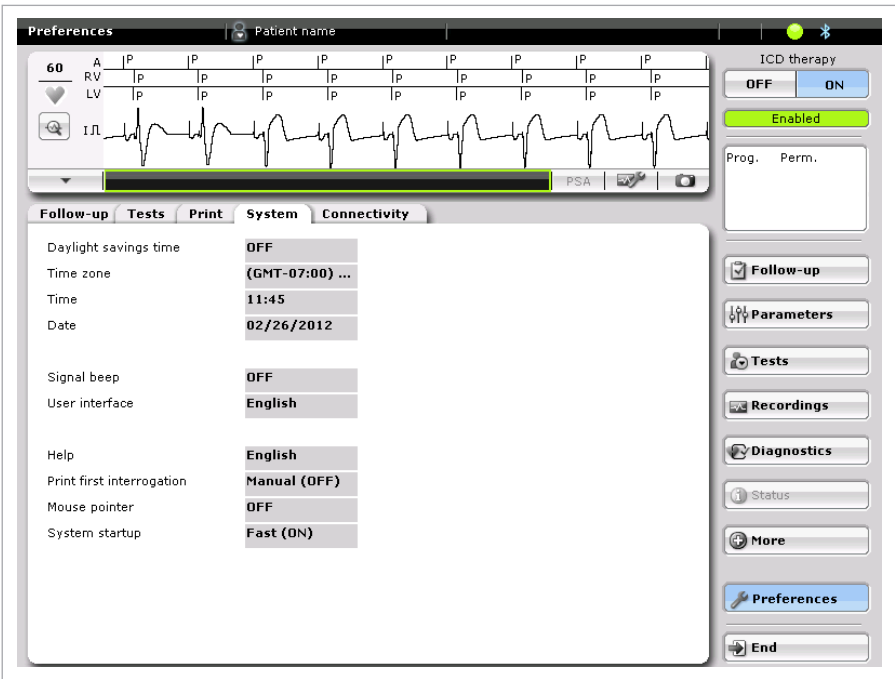 Preferences Patient name
60 A P P P P P P P P P
RV P P P P P P P P P
LV P P P P P P P P P
I
PSA
Follow-up Tests Print System Connectivity
Daylight savings time OFF
Time zone (GMT-07:00) ...
Time 11:45
Date 02/26/2012
Signal beep OFF
User interface English
Help English
Print first interrogation Manual (OFF)
Mouse pointer OFF
System startup Fast (ON)
ICD therapy
OFF ON
Enabled
Prog. Perm.
Follow-up
Parameters
Tests
Recordings
Diagnostics
Status
More
Preferences
End